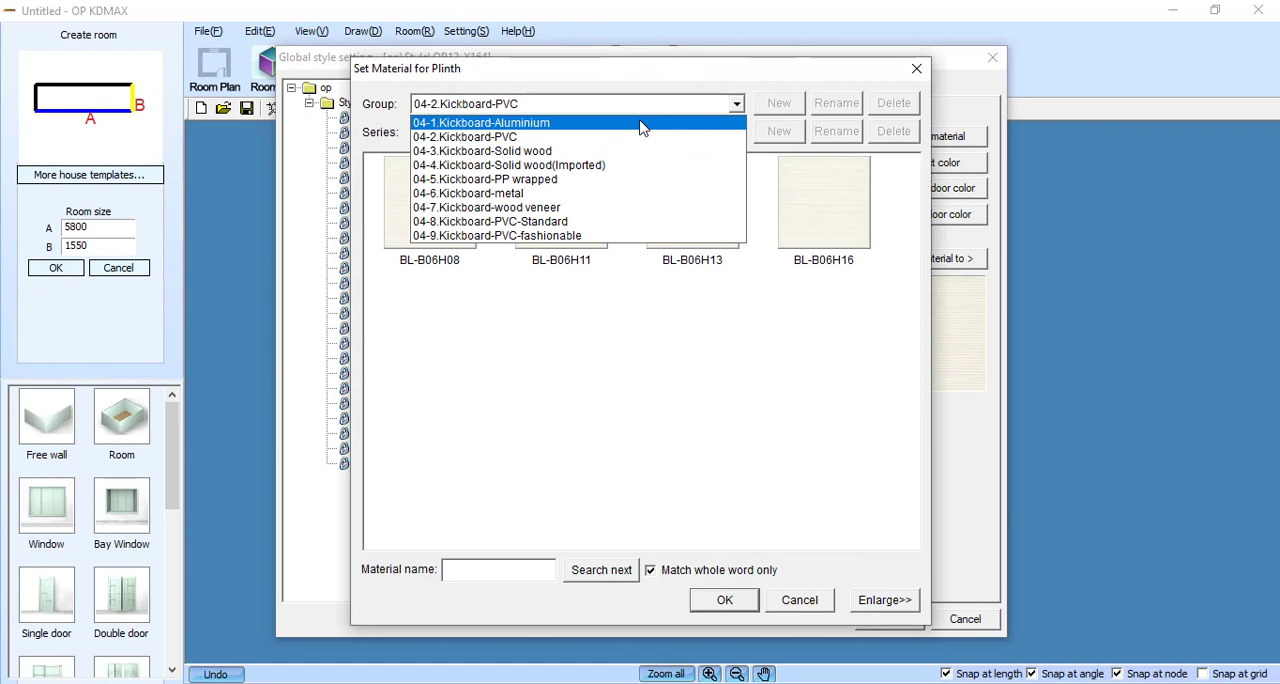 Untitled - OP KDMAX
Create room
File(F) Edit(E) View(V) Draw(D) Room(R) Setting(S) Help(H)
Room Plan Room
Global style
Set Material for Plinth
op
B
A
Group: 04-2.Kickboard-PVC New Rename Delete
04-1.Kickboard-Aluminium
Series: New Rename Delete
04-2.Kickboard-PVC
04-3.Kickboard-Solid wood
04-4.Kickboard-Solid wood(Imported)
04-5.Kickboard-PP wrapped
04-6.Kickboard-metal
04-7.Kickboard-wood veneer
04-8.Kickboard-PVC-Standard
04-9.Kickboard-PVC-fashionable
material
color
door color
color
to >
BL-B06H08 BL-B06H11 BL-B06H13 BL-B06H16
More house templates...
Room size
A 5800
B 1550
OK Cancel
Free wall Room
Window Bay Window
Single door Double door
Material name: Search next Match whole word only
OK Cancel Enlarge>>
Cancel
Undo Zoom all Snap at length Snap at angle Snap at node Snap at grid